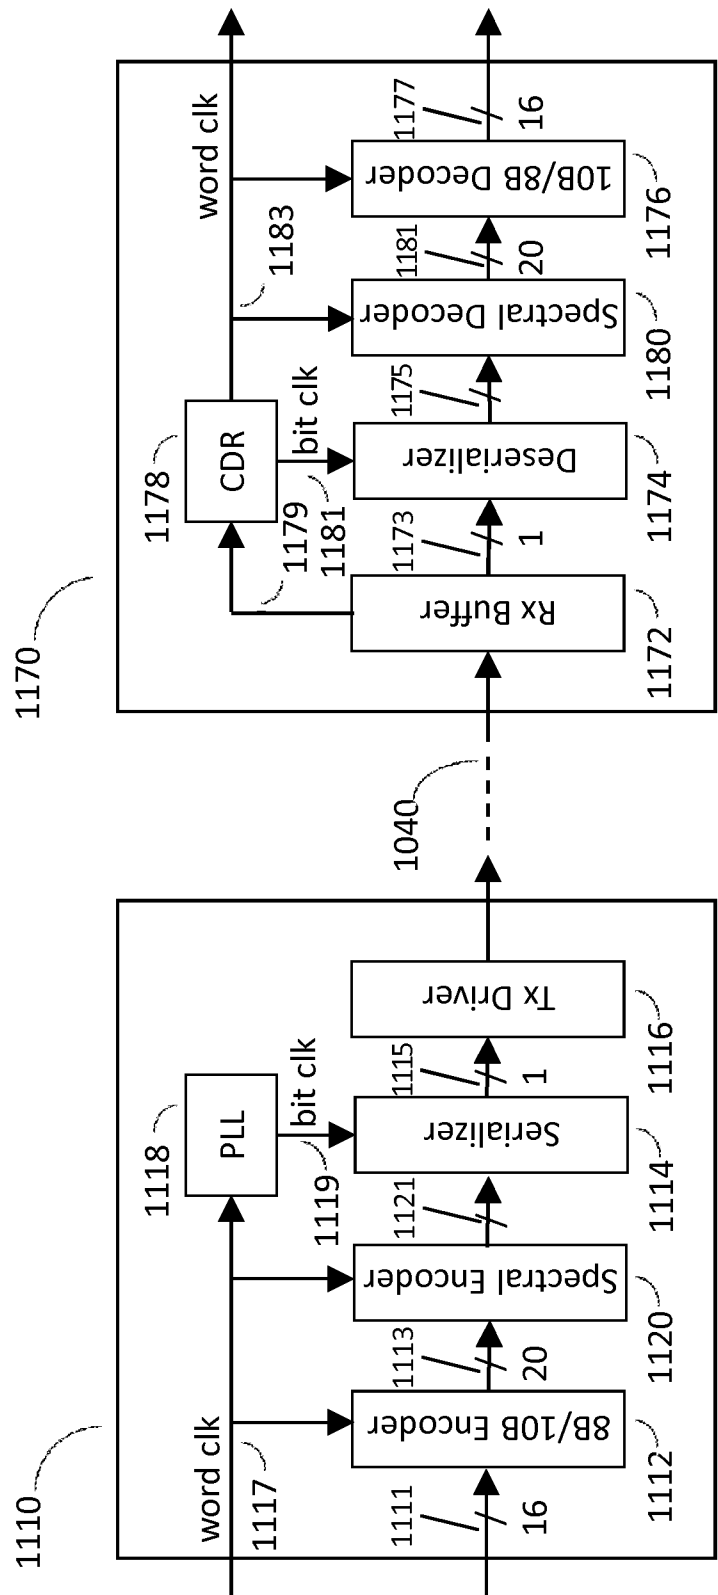 1110
word clk
1117
1111
16
8B/10B Encoder
1112
1113
20
Spectral Encoder
1120
1121
1118
PLL
bit clk
1119
Serializer
1114
1115
1
Tx Driver
1116
1040
1170
Rx Buffer
1172
1173
1
1179
1178
CDR
bit clk
1181
Deserializer
1174
1175
word clk
1183
Spectral Decoder
1180
1181
20
10B/8B Decoder
1176
1177
16